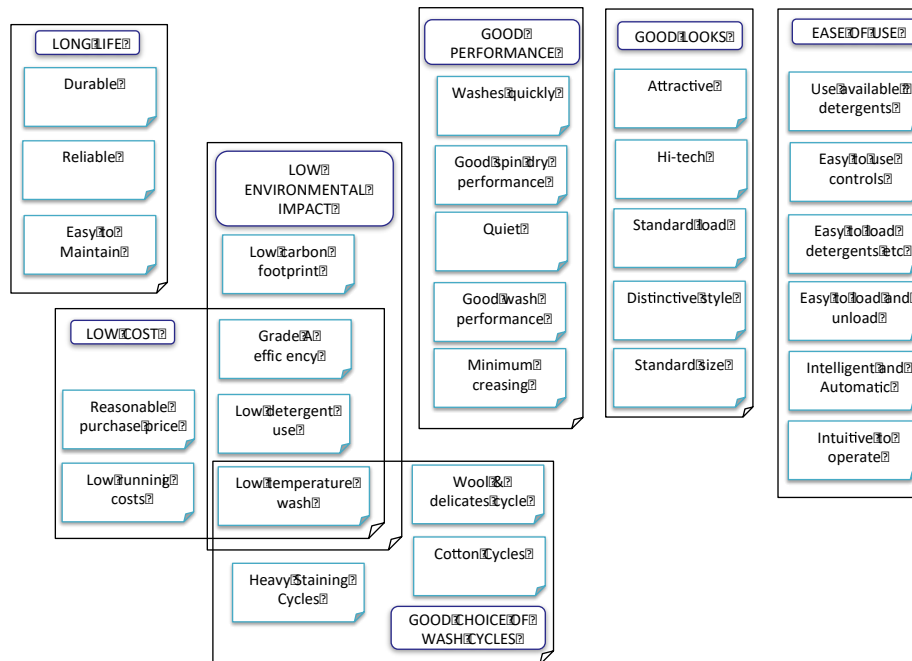 LONG LIFE
Durable
Reliable
Easy to
Maintain
LOW
ENVIRONMENTAL
IMPACT
Low carbon
footprint
LOW COST
Grade A
effic ency
Reasonable
purchase price
Low detergent
use
Low running
costs
Low temperature
wash
GOOD
PERFORMANCE
Washes quickly
Good spin dry
performance
Quiet
Good wash
performance
Minimum
creasing
Wool &
delicates cycle
Cotton Cycles
Heavy Staining
Cycles
GOOD CHOICE OF
WASH CYCLES
GOOD LOOKS
Attractive
Hi-tech
Standard load
Distinctive style
Standard size
EASE OF USE
Use available
detergents
Easy to use
controls
Easy to load
detergents etc
Easy to load and
unload
Intelligent and
Automatic
Intuitive to
operate